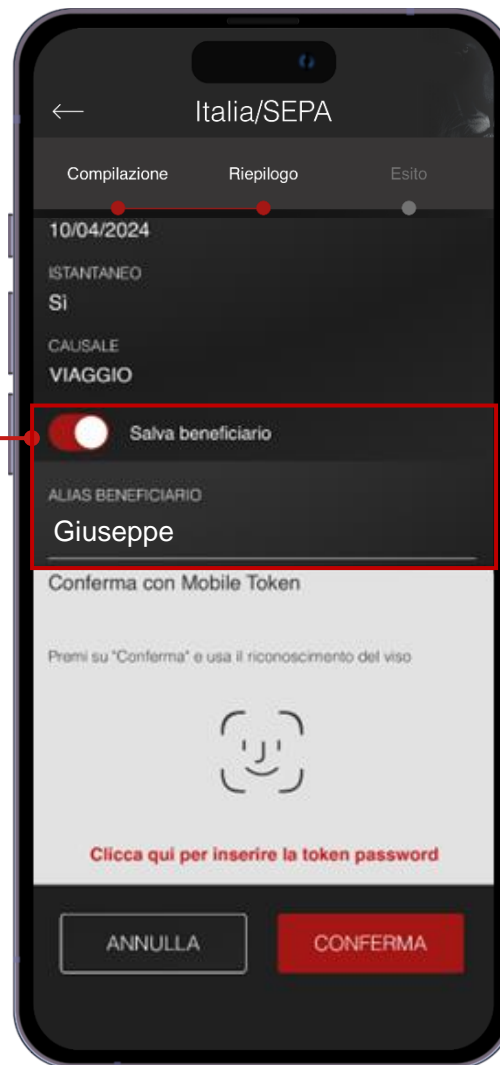 Italia/SEPA
Compilazione Riepilogo Esito
10/04/2024
ISTANTANEO
Sì
CAUSALE
VIAGGIO
Salva beneficiario
ALIAS BENEFICIARIO
Giuseppe
Conferma con Mobile Token
Premi su "Conferma" e usa il riconoscimento del viso
Clicca qui per inserire la token password
ANNULLA CONFERMA